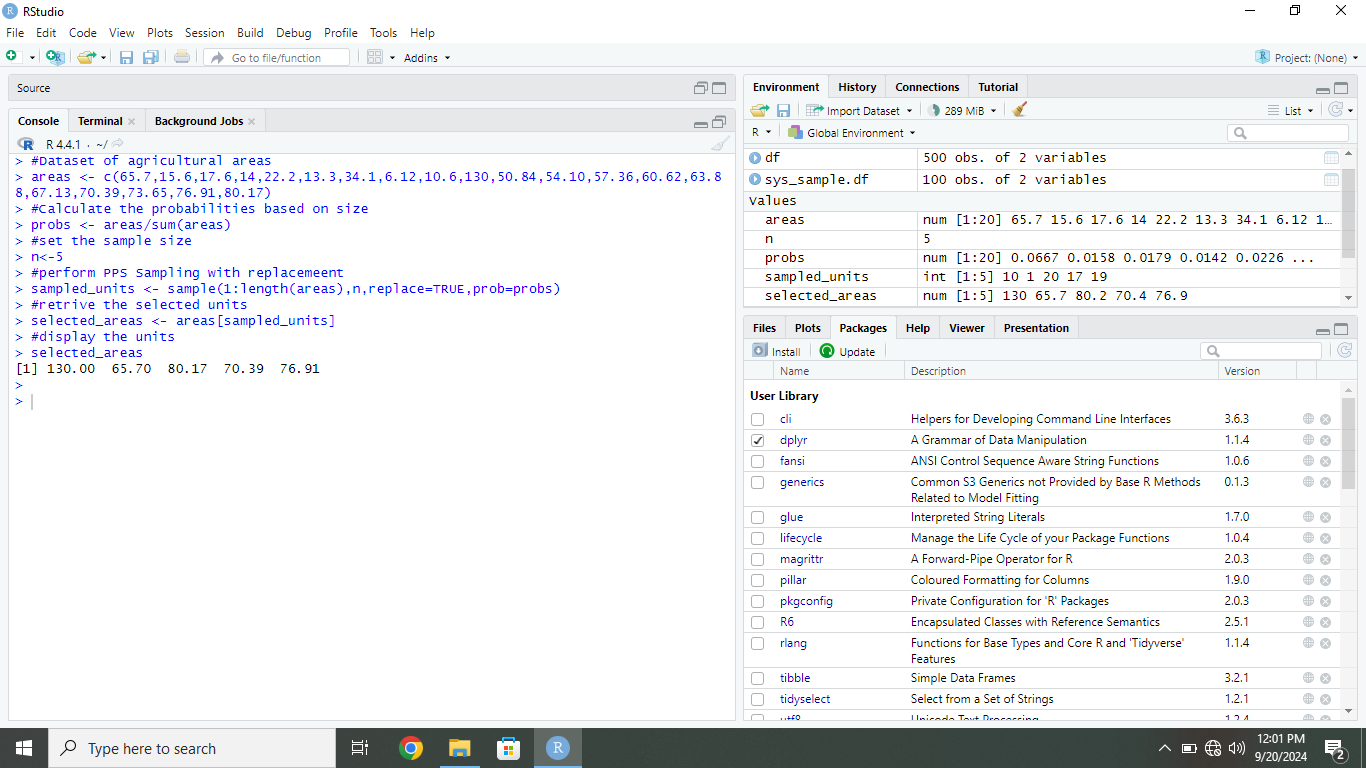 RStudio
File Edit Code View Plots Session Build Debug Profile Tools Help
Go to file/function Addins Project: (None)
Source
Console Terminal Background Jobs
R 4.4.1 · ~/
> #Dataset of agricultural areas
> areas <- c(65.7,15.6,17.6,14,22.2,13.3,34.1,6.12,10.6,130,50.84,54.10,57.36,60.62,63.8
8,67.13,70.39,73.65,76.91,80.17)
> #Calculate the probabilities based on size
> probs <- areas/sum(areas)
> #set the sample size
> n<-5
> #perform PPS Sampling with replacemeent
> sampled_units <- sample(1:length(areas),n,replace=TRUE,prob=probs)
> #retrive the selected units
> selected_areas <- areas[sampled_units]
> #display the units
> selected_areas
[1] 130.00 65.70 80.17 70.39 76.91
>
>
Environment History Connections Tutorial
Import Dataset 289 MiB List
R Global Environment
df 500 obs. of 2 variables
sys_sample.df 100 obs. of 2 variables
Values
areas num [1:20] 65.7 15.6 17.6 14 22.2 13.3 34.1 6.12 1…
n 5
probs num [1:20] 0.0667 0.0158 0.0179 0.0142 0.0226 ...
sampled_units int [1:5] 10 1 20 17 19
selected_areas num [1:5] 130 65.7 80.2 70.4 76.9
Files Plots Packages Help Viewer Presentation
Install Update
Name Description Version
User Library
cli Helpers for Developing Command Line Interfaces 3.6.3
dplyr A Grammar of Data Manipulation 1.1.4
fansi ANSI Control Sequence Aware String Functions 1.0.6
generics Common S3 Generics not Provided by Base R Methods 0.1.3
Related to Model Fitting
glue Interpreted String Literals 1.7.0
lifecycle Manage the Life Cycle of your Package Functions 1.0.4
magrittr A Forward-Pipe Operator for R 2.0.3
pillar Coloured Formatting for Columns 1.9.0
pkgconfig Private Configuration for 'R' Packages 2.0.3
R6 Encapsulated Classes with Reference Semantics 2.5.1
rlang Functions for Base Types and Core R and 'Tidyverse' 1.1.4
Features
tibble Simple Data Frames 3.2.1
tidyselect Select from a Set of Strings 1.2.1
utf8 Unicode Text Processing 1.2.4
Type here to search
12:01 PM
9/20/2024
2